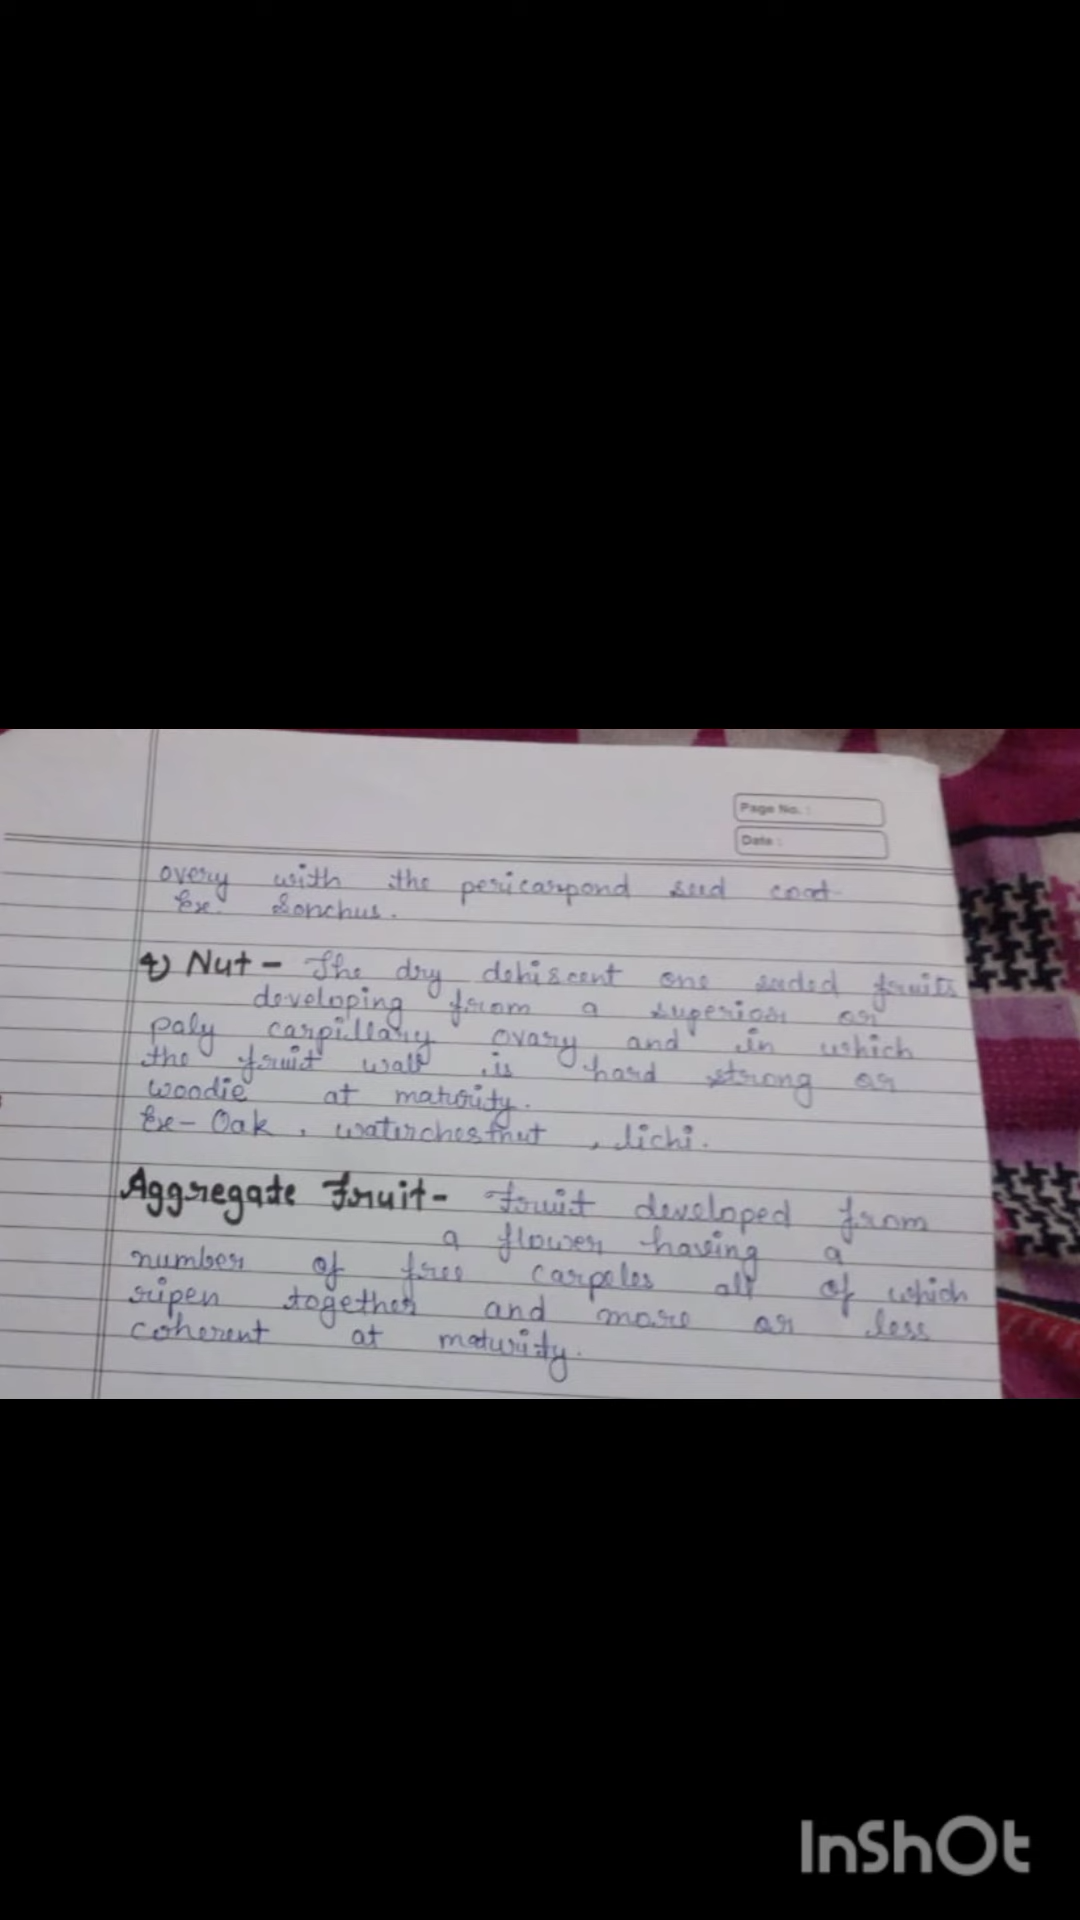 Page No. :
Date :
overy with the pericarpond seed coat
Ex. Sonchus.
4) Nut - The dry dehiscent one seeded fruits
developing from a superior or
paly carpillary ovary and in which
the fruit wall is hard strong or
woodie at maturity.
Ex - Oak, waterchestnut, lichi.
Aggregate Fruit - Fruit developed from
a flower having a
number of free carpeles all of which
ripen together and more or less
coherent at maturity.
InShOt